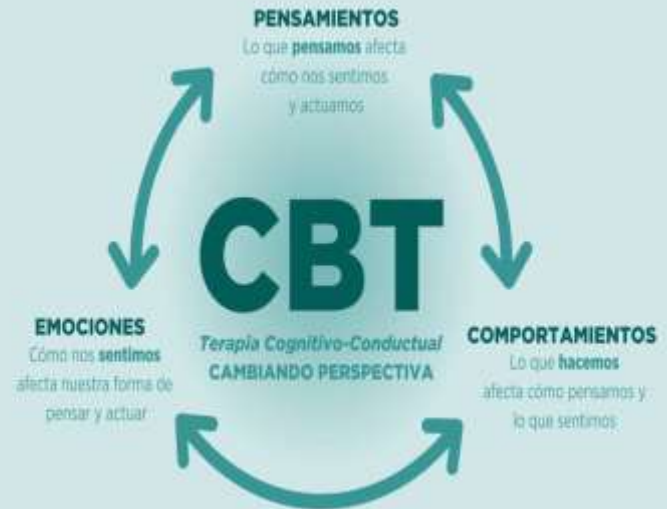 PENSAMIENTOS
Lo que pensamos afecta
cómo nos sentimos
y actuamos
CBT
Terapia Cognitivo-Conductual
CAMBIANDO PERSPECTIVA
EMOCIONES
Cómo nos sentimos
afecta nuestra forma de
pensar y actuar
COMPORTAMIENTOS
Lo que hacemos
afecta cómo pensamos y
lo que sentimos